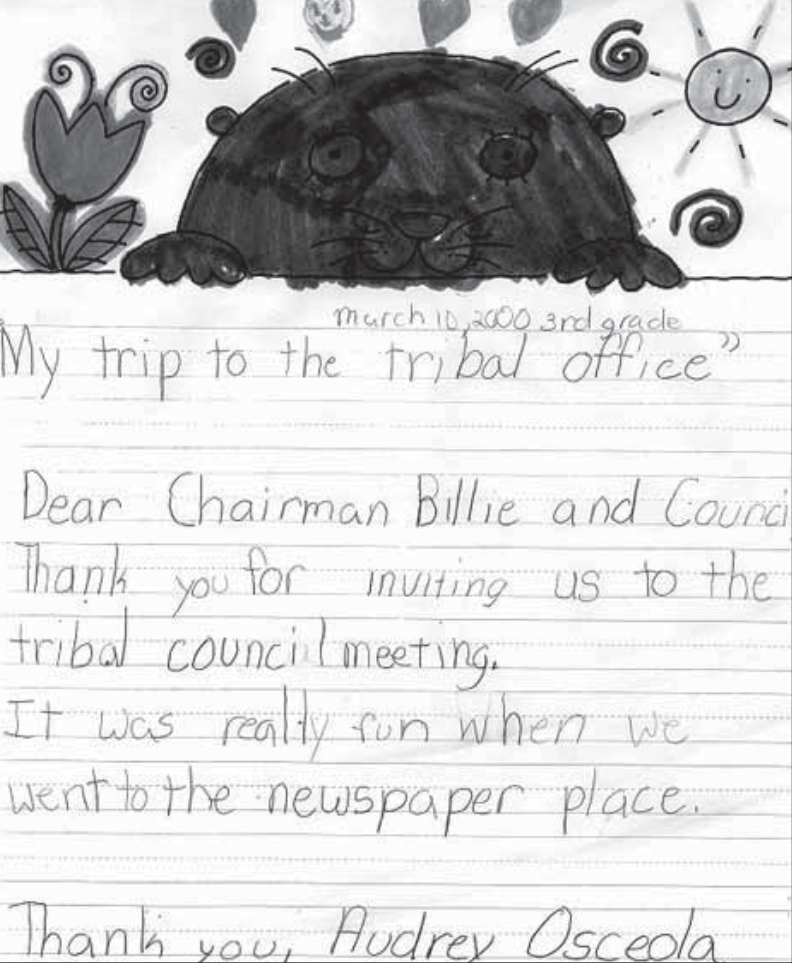 March 10, 2000 3rd grade
My trip to the tribal office"
Dear Chairman Billie and Counci
Thank you for inviting us to the
tribal council meeting.
It was really fun when we
went to the newspaper place.
Thank you, Audrey Osceola